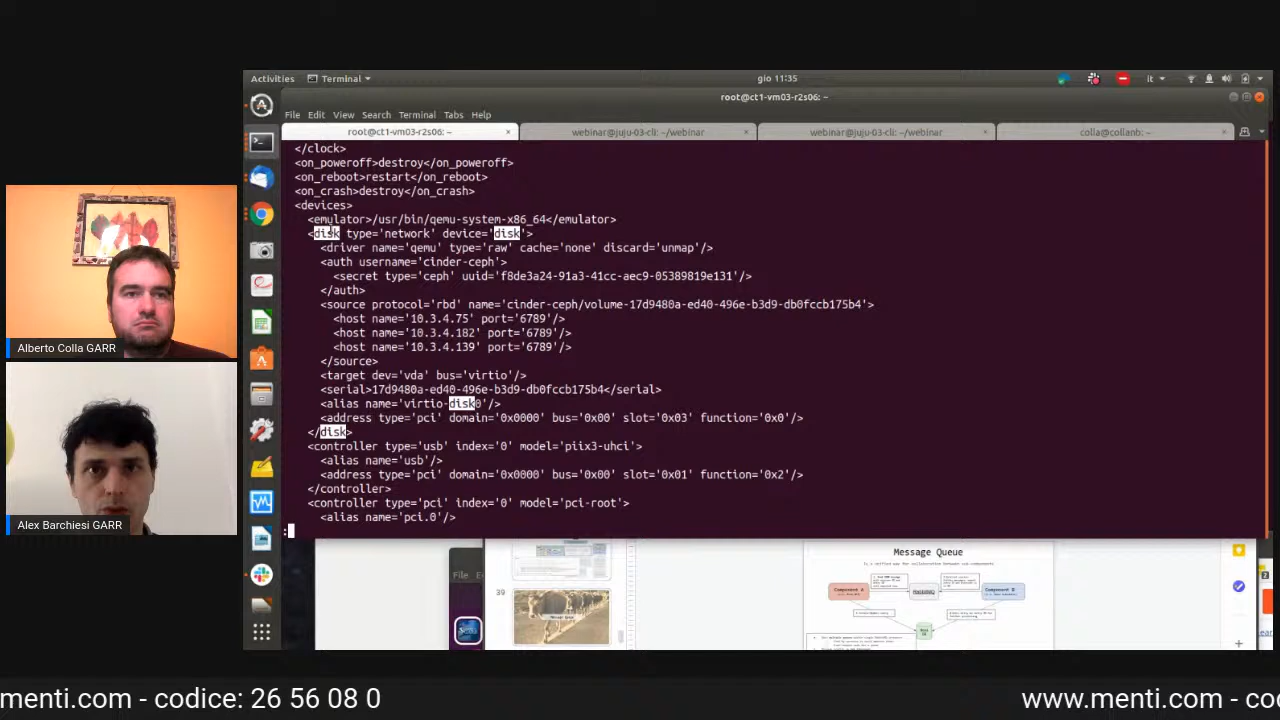 Activities
Terminal
gio 11:35
it
root@ct1-vm03-r2s06: ~
File Edit View Search Terminal Tabs Help
root@ct1-vm03-r2s06: ~
webinar@juju-03-cli: ~/webinar
webinar@juju-03-cli: ~/webinar
colla@collanb: ~
</clock>
<on_poweroff>destroy</on_poweroff>
<on_reboot>restart</on_reboot>
<on_crash>destroy</on_crash>
<devices>
<emulator>/usr/bin/qemu-system-x86_64</emulator>
<disk type='network' device='disk'>
<driver name='qemu' type='raw' cache='none' discard='unmap'/>
<auth username='cinder-ceph'>
<secret type='ceph' uuid='f8de3a24-91a3-41cc-aec9-05389819e131'/>
</auth>
<source protocol='rbd' name='cinder-ceph/volume-17d9480a-ed40-496e-b3d9-db0fccb175b4'>
<host name='10.3.4.75' port='6789'/>
<host name='10.3.4.182' port='6789'/>
<host name='10.3.4.139' port='6789'/>
</source>
<target dev='vda' bus='virtio'/>
<serial>17d9480a-ed40-496e-b3d9-db0fccb175b4</serial>
<alias name='virtio-disk0'/>
<address type='pci' domain='0x0000' bus='0x00' slot='0x03' function='0x0'/>
</disk>
<controller type='usb' index='0' model='piix3-uhci'>
<alias name='usb'/>
<address type='pci' domain='0x0000' bus='0x00' slot='0x01' function='0x2'/>
</controller>
<controller type='pci' index='0' model='pci-root'>
<alias name='pci.0'/>
:
Alberto Colla GARR
Alex Barchiesi GARR
File
39
Message Queue
Component A
Component B
menti.com - codice: 26 56 08 0
www.menti.com - cod